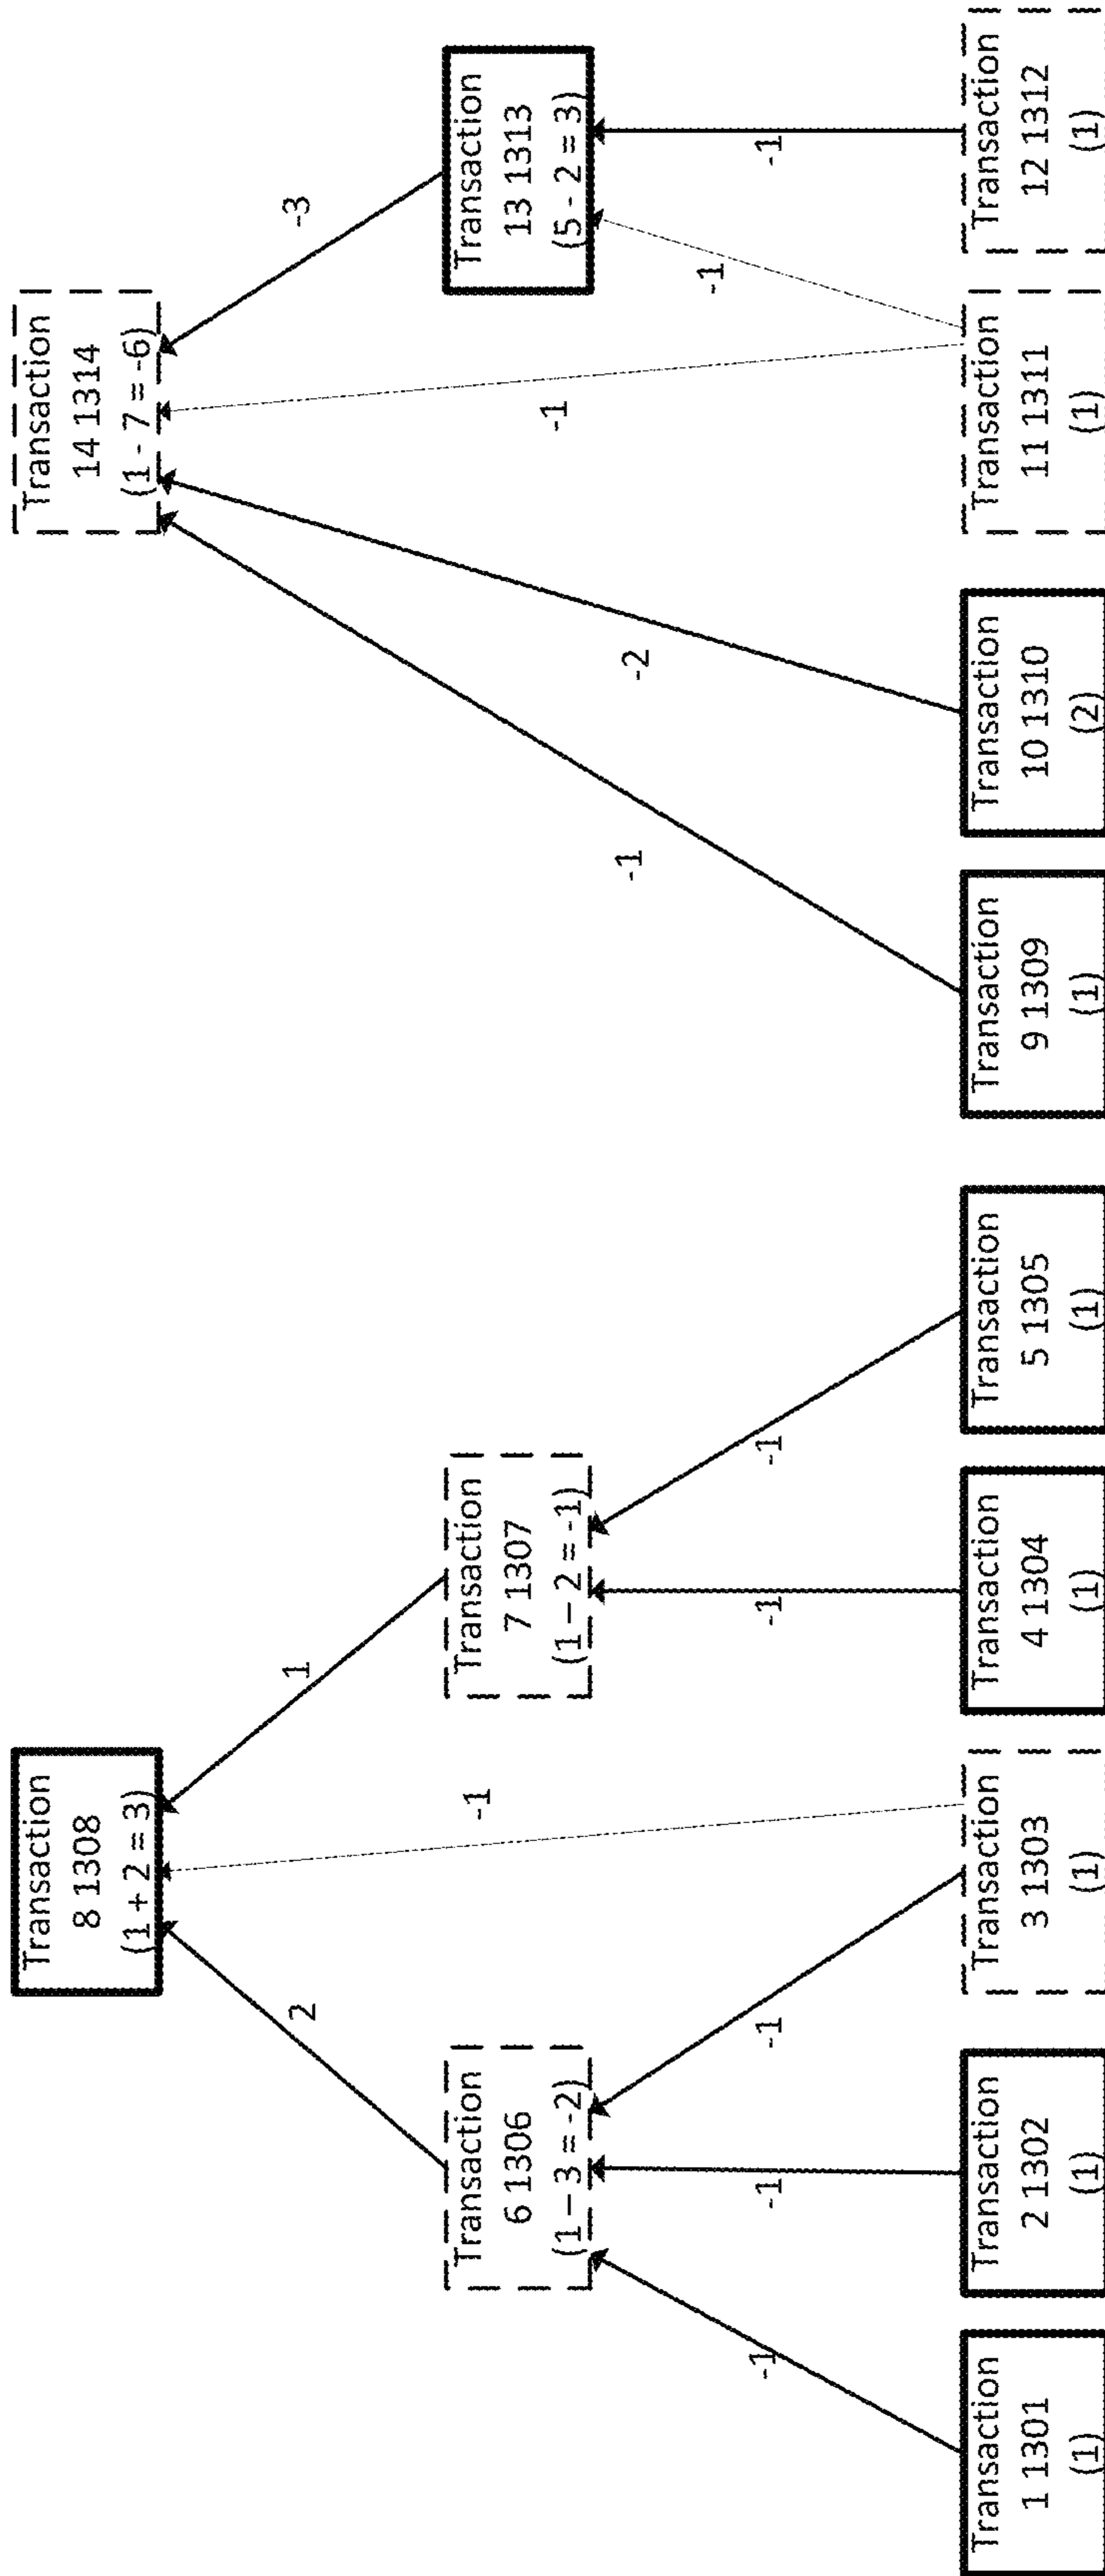 Transaction
8 1308
(1 + 2 = 3)
Transaction
14 1314
(1 - 7 = -6)
2
-1
1
-1
-3
Transaction
6 1306
(1 – 3 = -2)
Transaction
7 1307
(1 – 2 = -1)
Transaction
13 1313
(5 - 2 = 3)
-1
-1
-1
-1
-1
-1
-2
-1
-1
Transaction
1 1301
(1)
Transaction
2 1302
(1)
Transaction
3 1303
(1)
Transaction
4 1304
(1)
Transaction
5 1305
(1)
Transaction
9 1309
(1)
Transaction
10 1310
(2)
Transaction
11 1311
(1)
Transaction
12 1312
(1)